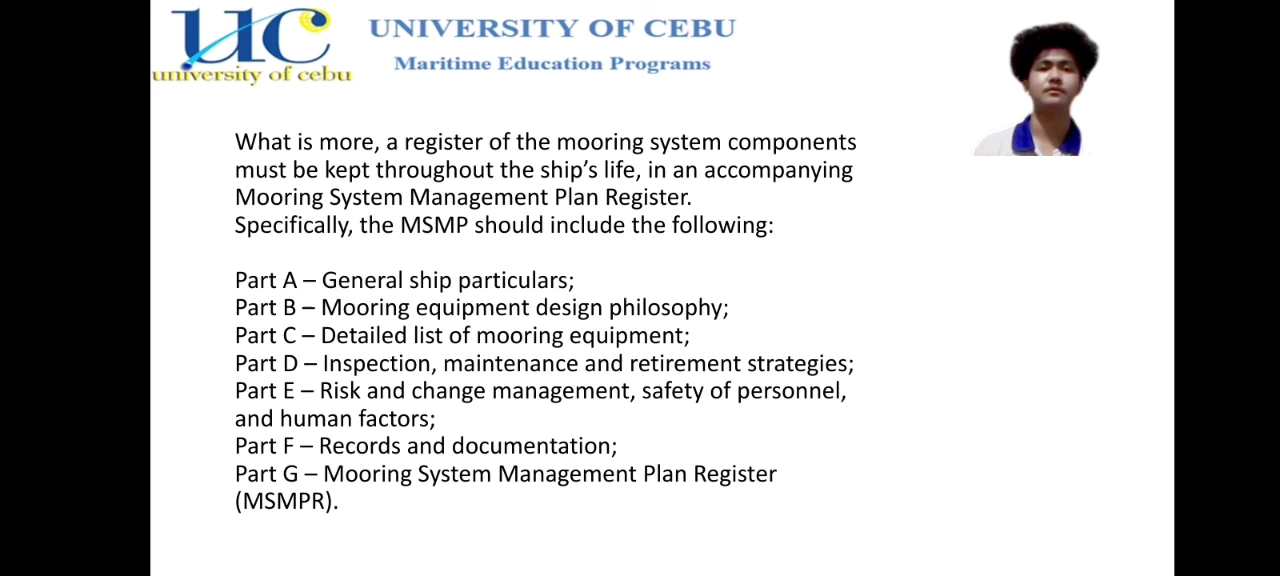 UC
university of cebu
UNIVERSITY OF CEBU
Maritime Education Programs
What is more, a register of the mooring system components
must be kept throughout the ship's life, in an accompanying
Mooring System Management Plan Register.
Specifically, the MSMP should include the following:
Part A – General ship particulars;
Part B – Mooring equipment design philosophy;
Part C – Detailed list of mooring equipment;
Part D – Inspection, maintenance and retirement strategies;
Part E – Risk and change management, safety of personnel,
and human factors;
Part F – Records and documentation;
Part G – Mooring System Management Plan Register
(MSMPR).